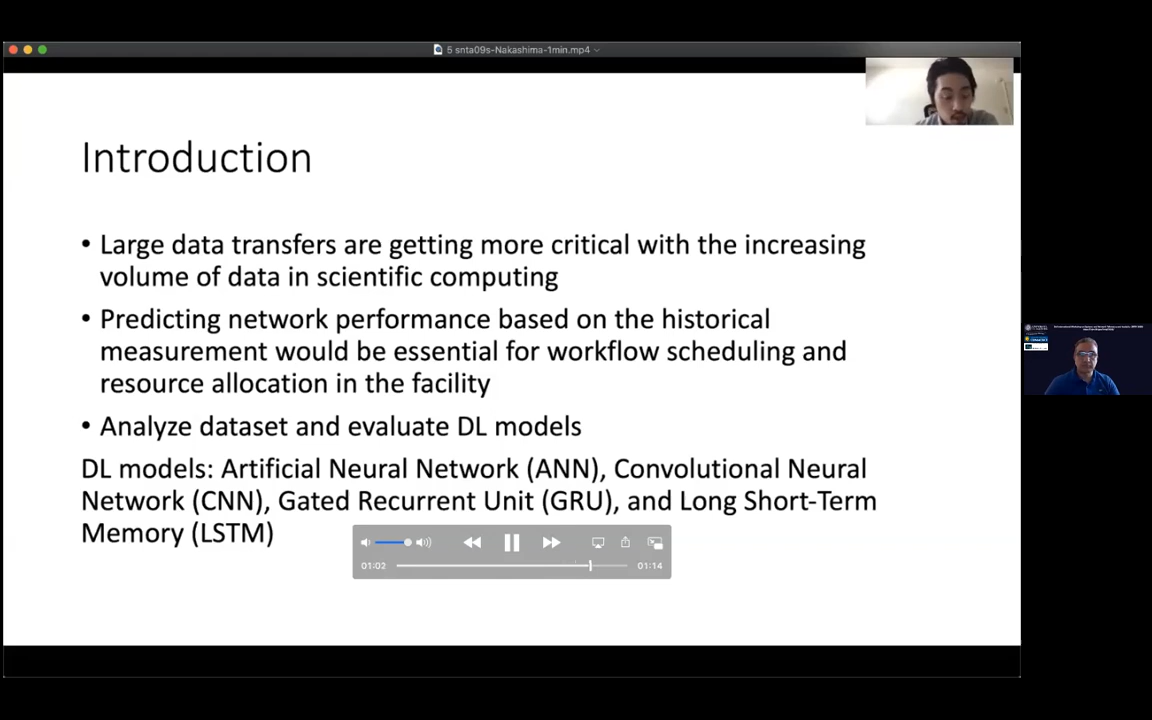 5 snta09s-Nakashima-1min.mp4
Introduction
• Large data transfers are getting more critical with the increasing
volume of data in scientific computing
• Predicting network performance based on the historical
measurement would be essential for workflow scheduling and
resource allocation in the facility
• Analyze dataset and evaluate DL models
DL models: Artificial Neural Network (ANN), Convolutional Neural
Network (CNN), Gated Recurrent Unit (GRU), and Long Short-Term
Memory (LSTM)
01:02
01:14